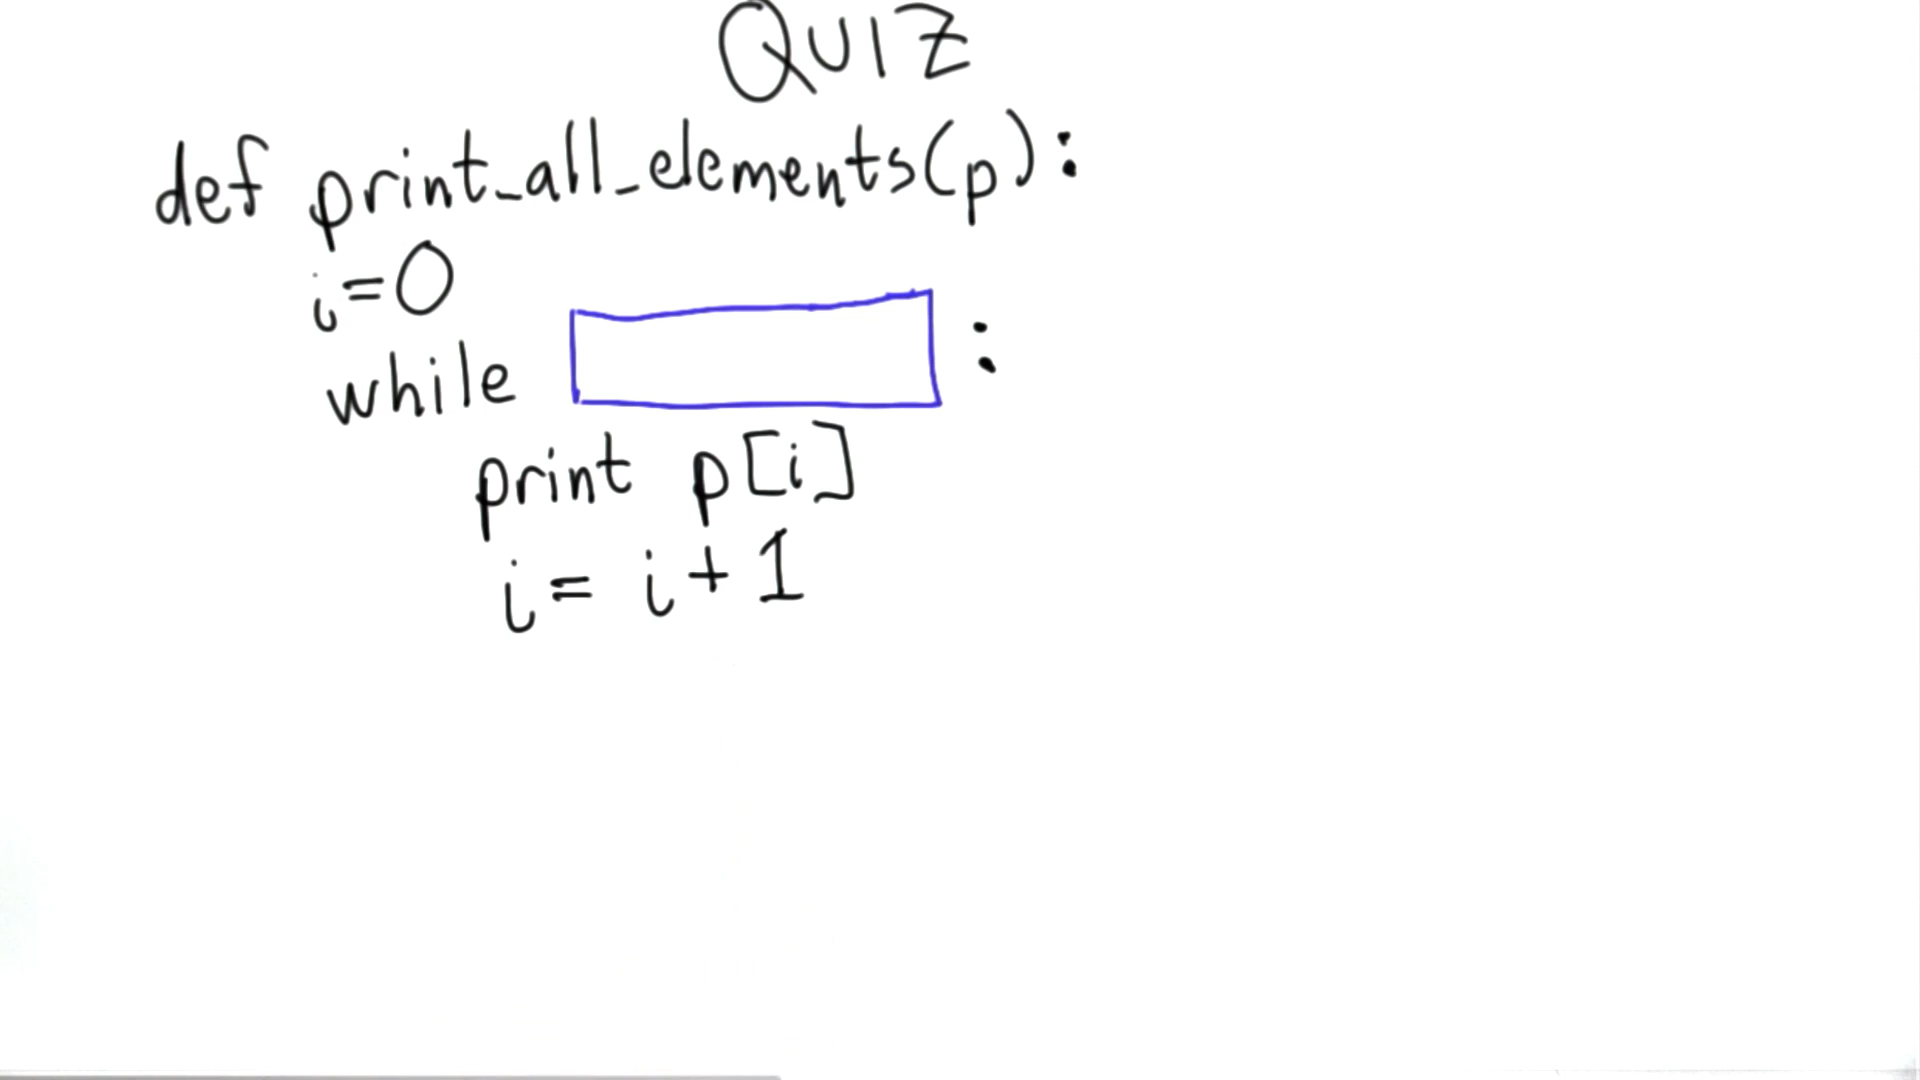 QUIZ
def print_all_elements(p):
i=0
while :
print p[i]
i= i+1